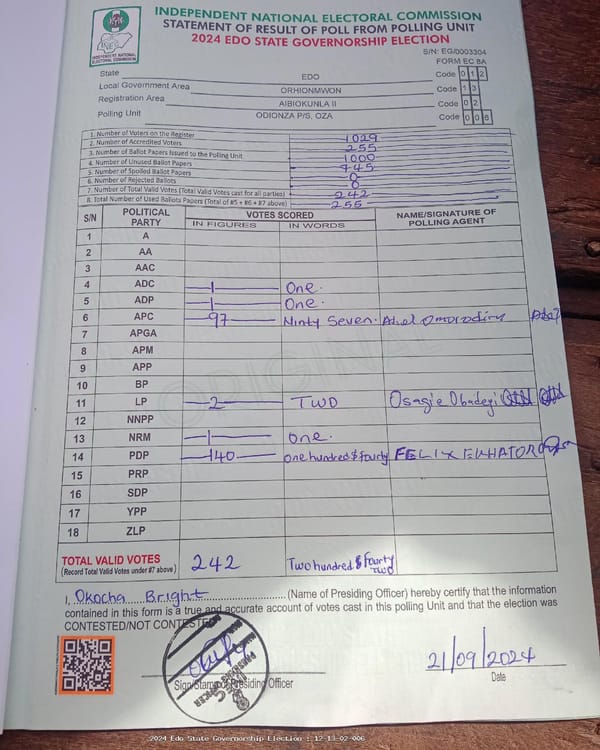 INDEPENDENT NATIONAL ELECTORAL COMMISSION
STATEMENT OF RESULT OF POLL FROM POLLING UNIT
2024 EDO STATE GOVERNORSHIP ELECTION
INEC
INDEPENDENT NATIONAL ELECTORAL COMMISSION
S/N: EG/0003304
FORM EC 8A
State EDO Code 0 1 2
Local Government Area ORHIONMWON Code 1 3
Registration Area AIBIOKUNLA II Code 0 2
Polling Unit ODIONZA P/S, OZA Code 0 0 6
1. Number of Voters on the Register 1029
2. Number of Accredited Voters 255
3. Number of Ballot Papers Issued to the Polling Unit 1000
4. Number of Unused Ballot Papers 745
5. Number of Spoiled Ballot Papers
6. Number of Rejected Ballots
7. Number of Total Valid Votes (Total Valid Votes cast for all parties) 242
8. Total Number of Used Ballots Papers (Total of #5 + #6 + #7 above) 255
S/N POLITICAL PARTY VOTES SCORED NAME/SIGNATURE OF POLLING AGENT
IN FIGURES IN WORDS
1 A
2 AA
3 AAC
4 ADC 1 One.
5 ADP 1 One.
6 APC 97 Ninty Seven.
7 APGA
8 APM
9 APP
10 BP
11 LP 2 TWO Osagie Obadegi
12 NNPP
13 NRM 1 one.
14 PDP 140 one hundred & fourty FELIX EKHATOR
15 PRP
16 SDP
17 YPP
18 ZLP
TOTAL VALID VOTES 242 Two hundred & fourty two
(Record Total Valid Votes under #7 above)
I, Okocha Bright (Name of Presiding Officer) hereby certify that the information
contained in this form is a true and accurate account of votes cast in this polling Unit and that the election was
CONTESTED/NOT CONTESTED
21/09/2024
Sign/Stamp of Presiding Officer Date
2024 Edo State Governorship Election : 12-13-02-006
ORIGINAL